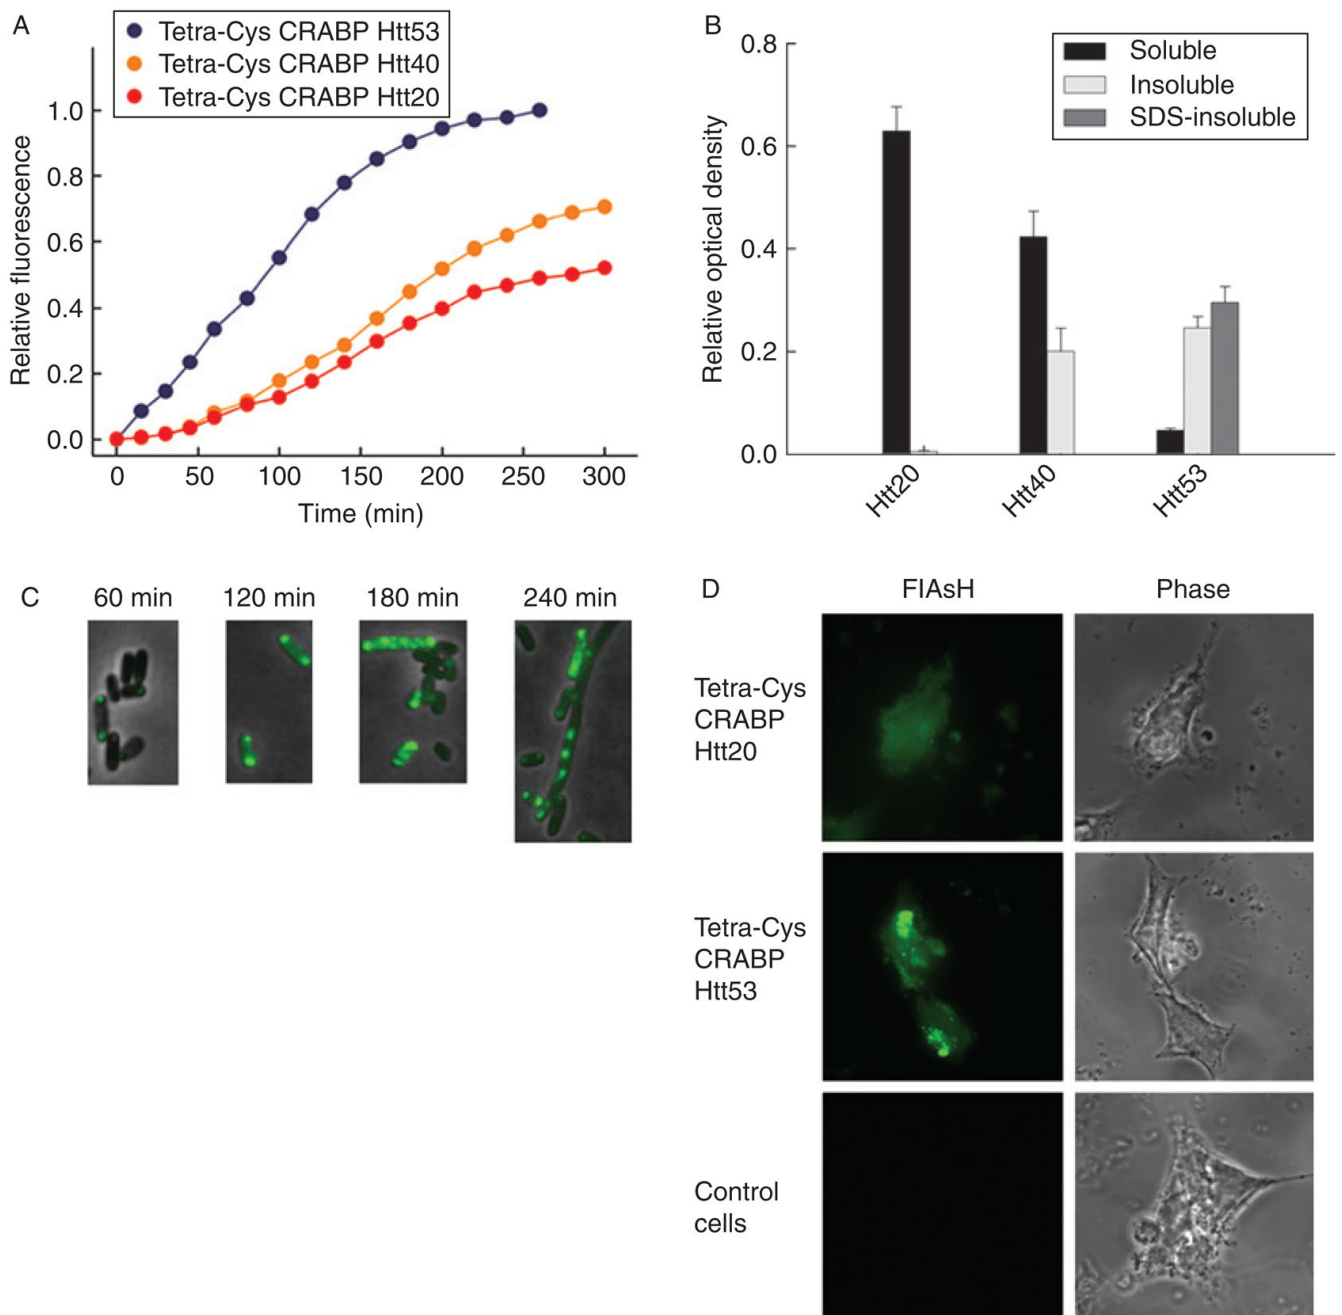 A
Tetra-Cys CRABP Htt53
Tetra-Cys CRABP Htt40
Tetra-Cys CRABP Htt20
Relative fluorescence
1.0
0.8
0.6
0.4
0.2
0.0
0 50 100 150 200 250 300
Time (min)
B
Soluble
Insoluble
SDS-insoluble
Relative optical density
0.8
0.6
0.4
0.2
0.0
Htt20 Htt40 Htt53
C
60 min 120 min 180 min 240 min
D
FlAsH Phase
Tetra-Cys
CRABP
Htt20
Tetra-Cys
CRABP
Htt53
Control
cells